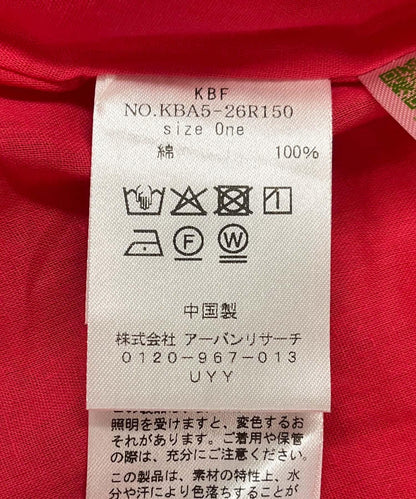 KBF
NO.KBA5-26R150
size One
綿 100%
F W
中国製
株式会社 アーバンリサーチ
0120-967-013
UYY
照明を受けますと、変色するお
それがあります。ご着用や保管
の際は、充分にご注意ください。
この製品は、素材の特性上、水
分や汗により色落ちすることが